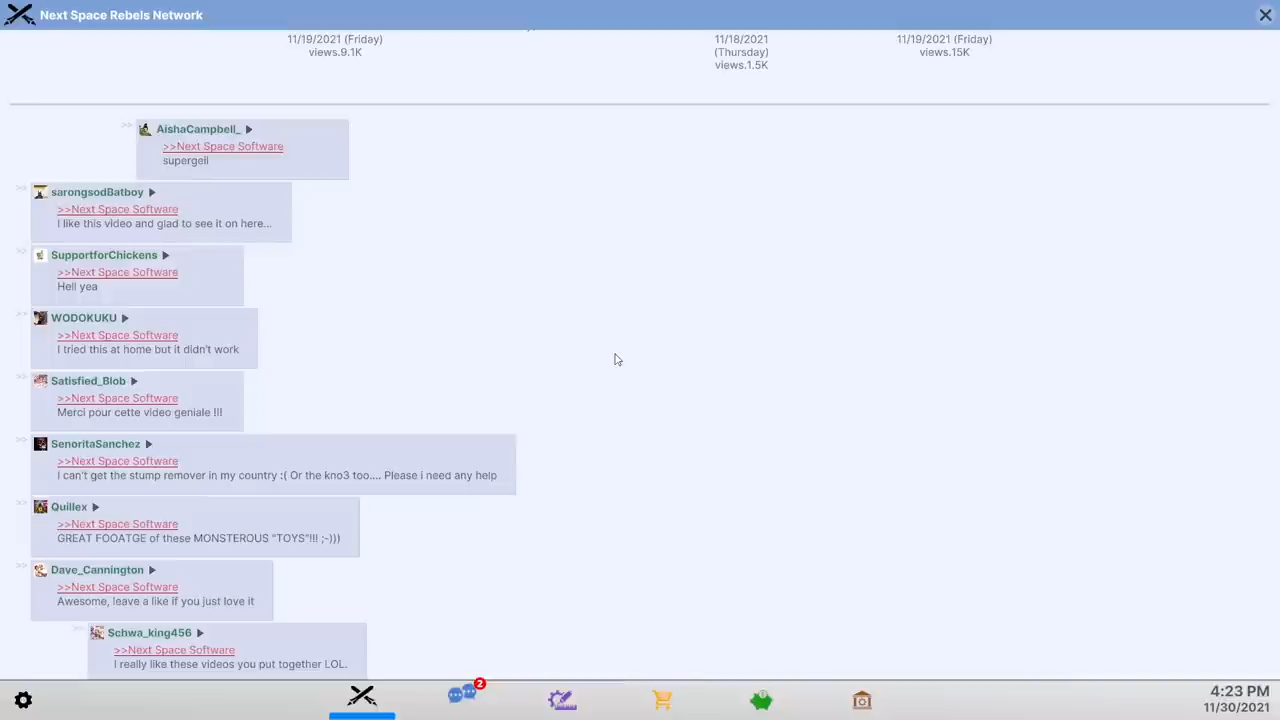 Next Space Rebels Network
11/19/2021 (Friday)
views.9.1K
11/18/2021
(Thursday)
views.1.5K
11/19/2021 (Friday)
views.15K
>> AishaCampbell_
>>Next Space Software
supergeil
>> sarongsodBatboy
>>Next Space Software
I like this video and glad to see it on here...
>> SupportforChickens
>>Next Space Software
Hell yea
>> WODOKUKU
>>Next Space Software
I tried this at home but it didn't work
>> Satisfied_Blob
>>Next Space Software
Merci pour cette video geniale !!!
>> SenoritaSanchez
>>Next Space Software
i can't get the stump remover in my country :( Or the kno3 too.... Please i need any help
>> Quillex
>>Next Space Software
GREAT FOOATGE of these MONSTEROUS "TOYS"!!! ;-)))
>> Dave_Cannington
>>Next Space Software
Awesome, leave a like if you just love it
>> Schwa_king456
>>Next Space Software
I really like these videos you put together LOL.
2
4:23 PM
11/30/2021